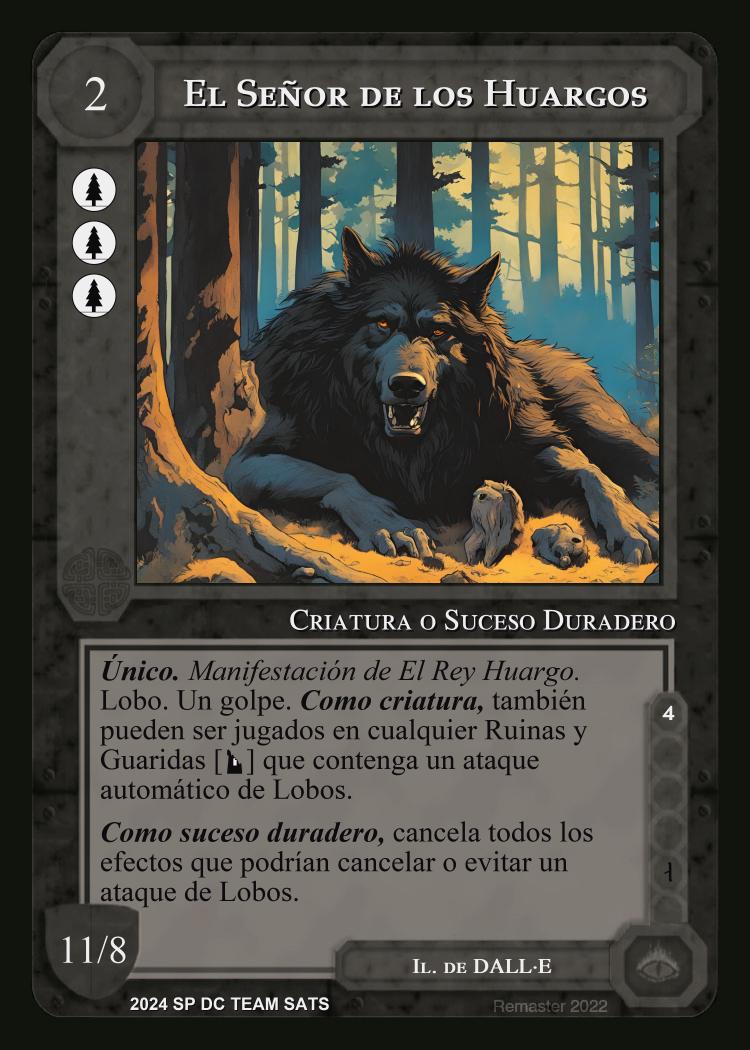 2
El Señor de los Huargos
Criatura o Suceso Duradero
Único. Manifestación de El Rey Huargo.
Lobo. Un golpe. Como criatura, también
pueden ser jugados en cualquier Ruinas y
Guaridas [ ] que contenga un ataque
automático de Lobos.
Como suceso duradero, cancela todos los
efectos que podrían cancelar o evitar un
ataque de Lobos.
4
11/8
Il. de DALL·E
2024 SP DC TEAM SATS
Remaster 2022